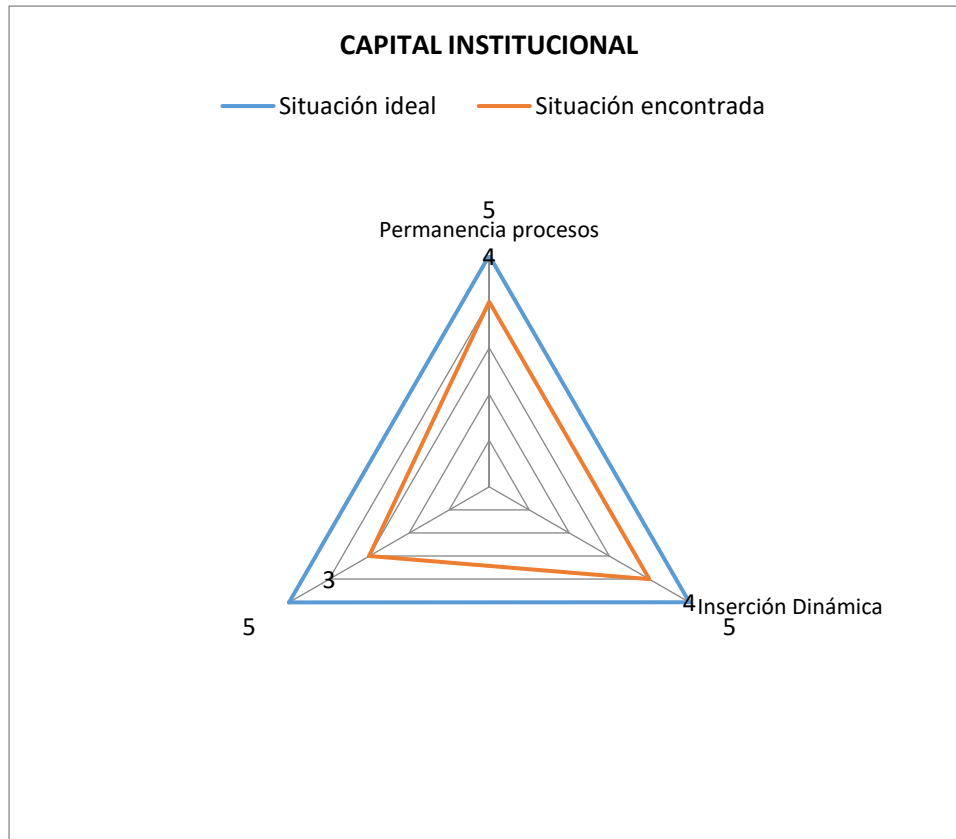 CAPITAL INSTITUCIONAL
Situación ideal Situación encontrada
5
Permanencia procesos
4
3
4 Inserción Dinámica
5 5